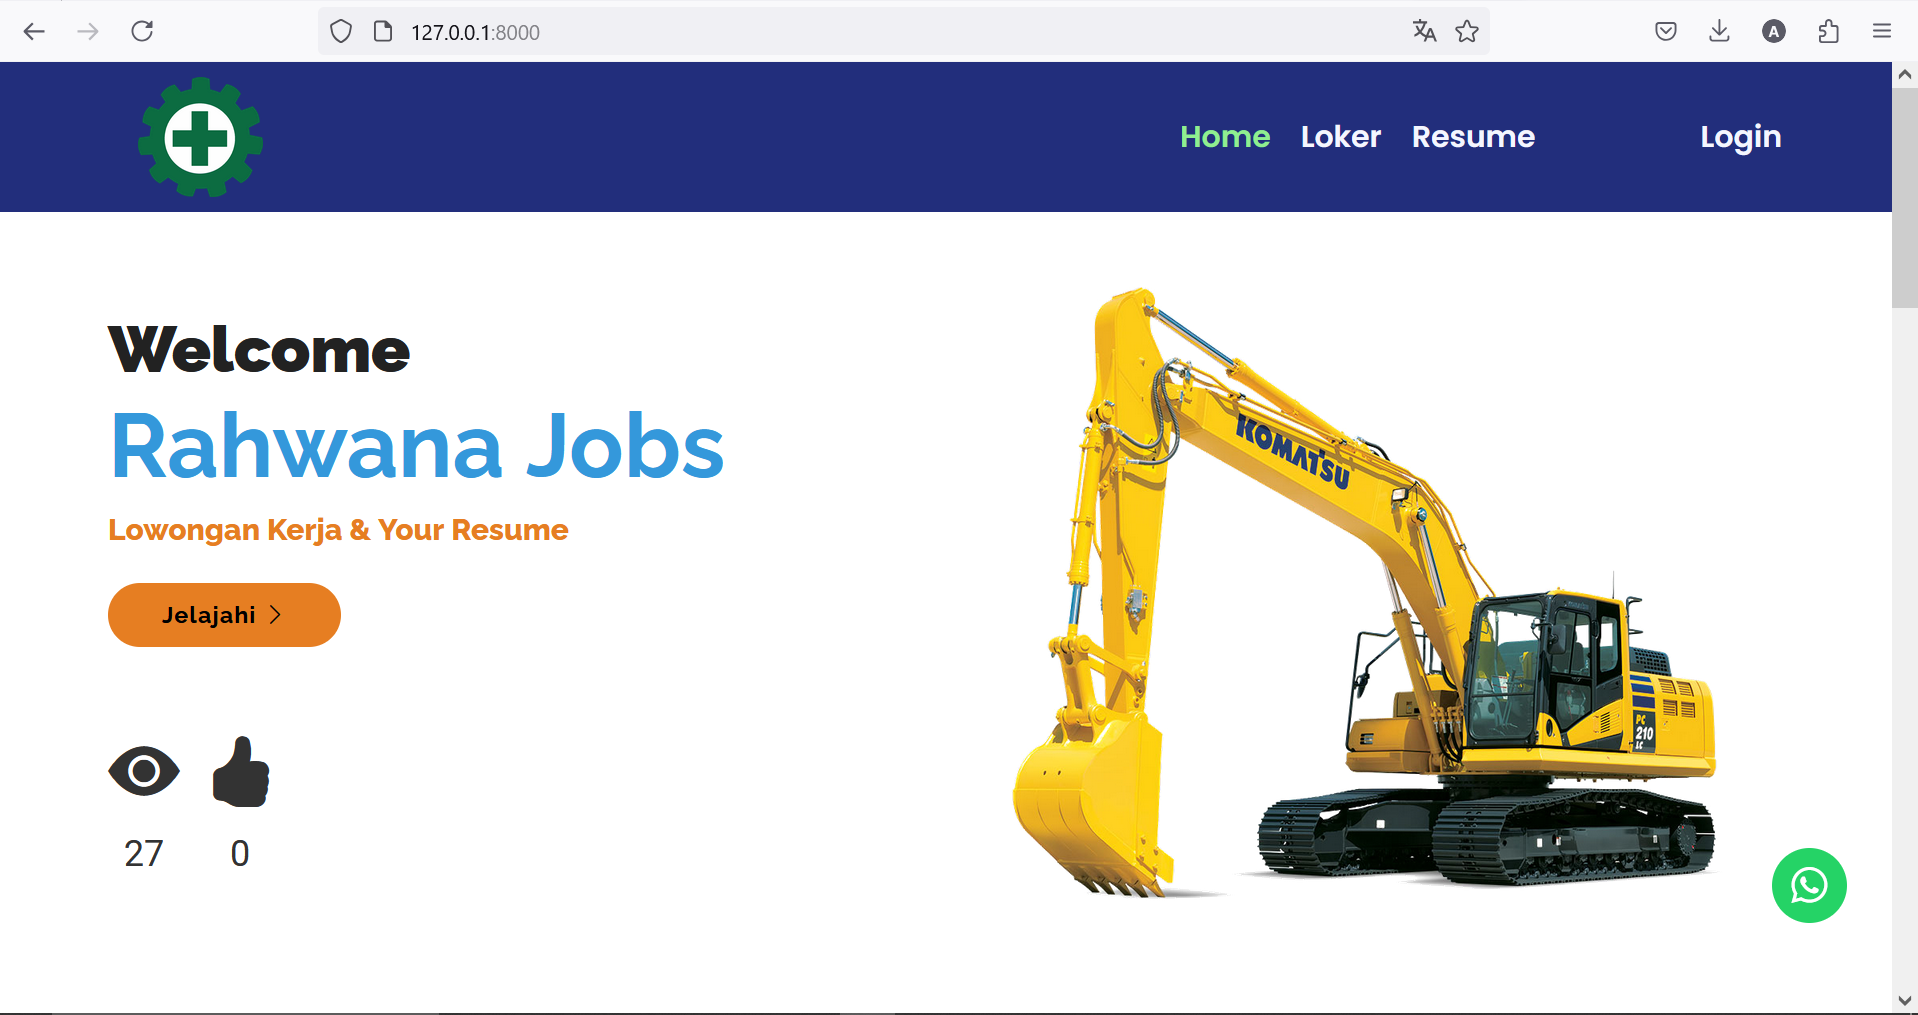 127.0.0.1:8000
A
Home Loker Resume Login
Welcome
Rahwana Jobs
Lowongan Kerja & Your Resume
Jelajahi
27 0
KOMATSU
PC
210
LC